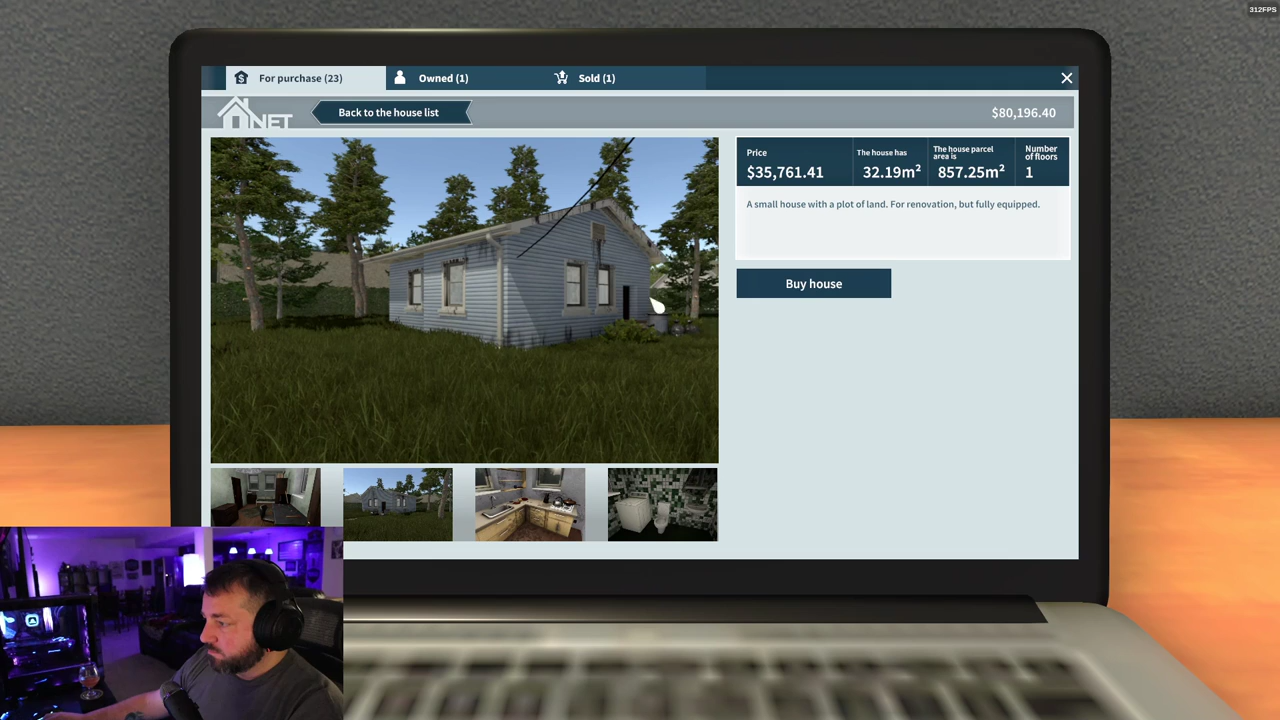 312FPS
For purchase (23)
Owned (1)
Sold (1)
NET
Back to the house list
$80,196.40
Price
$35,761.41
The house has
32.19m²
The house parcel
area is
857.25m²
Number
of floors
1
A small house with a plot of land. For renovation, but fully equipped.
Buy house